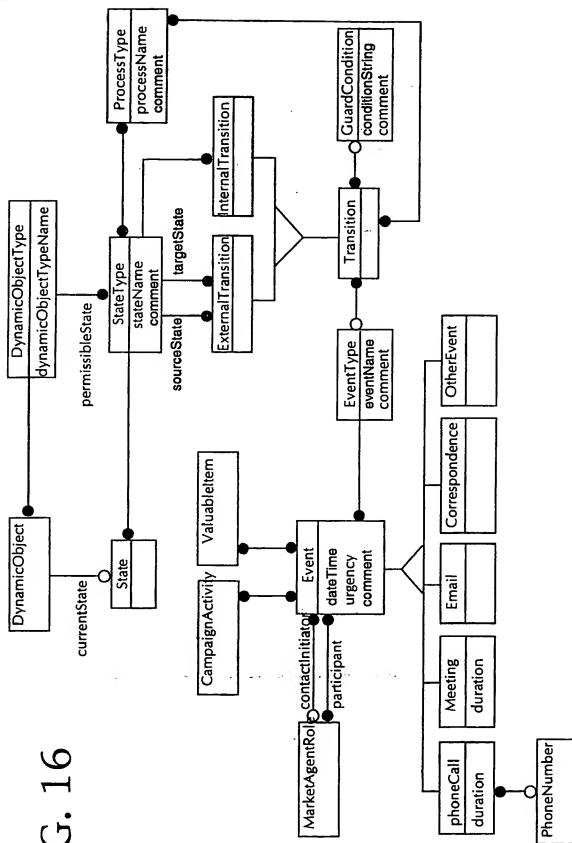 G. 16
DynamicObject
DynamicObjectType
dynamicObjectTypeName
currentState
permissibleState
State
StateType
stateName
comment
ProcessType
processName
comment
sourceState
targetState
ExternalTransition
InternalTransition
CampaignActivity
ValuableItem
MarketAgentRole
contactInitiator
participant
Event
dateTime
urgency
comment
EventType
eventName
comment
Transition
GuardCondition
conditionString
comment
phoneCall
duration
Meeting
duration
Email
Correspondence
OtherEvent
PhoneNumber